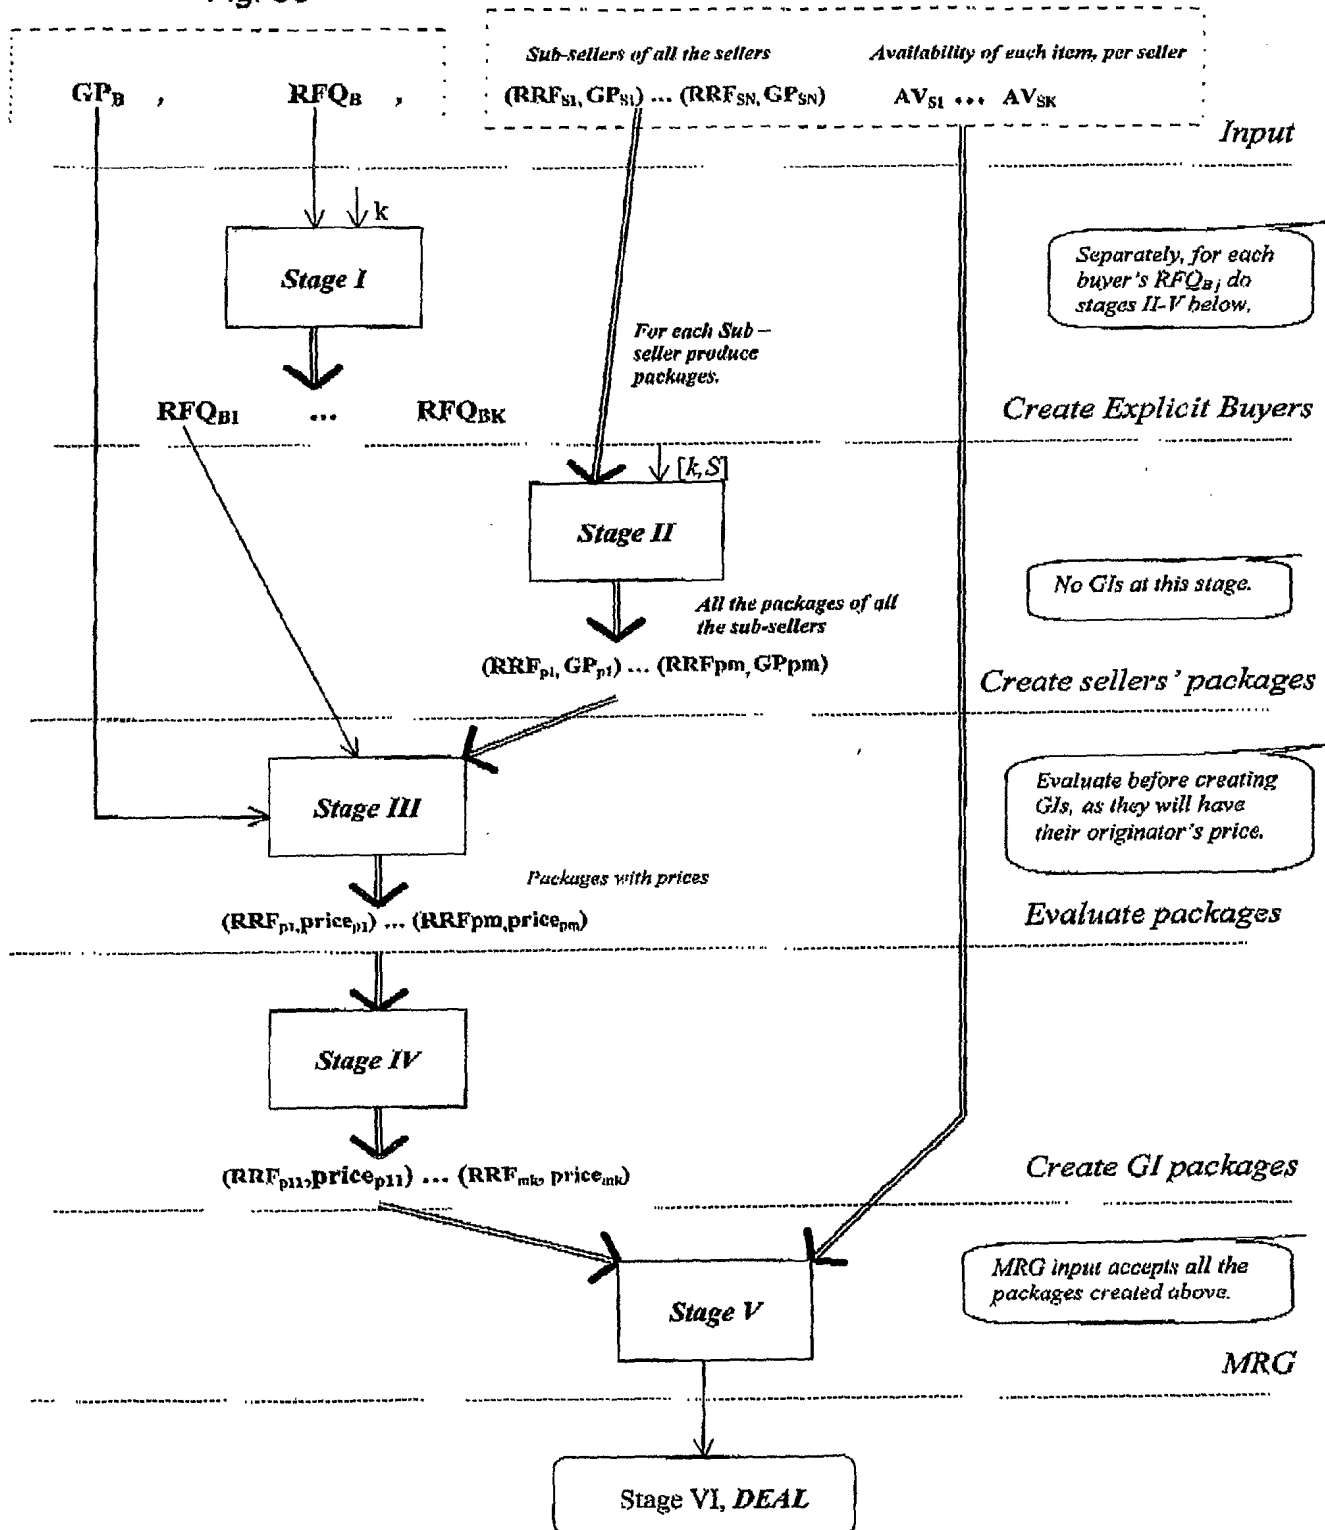 Sub-sellers of all the sellers Availability of each item, per seller
GP_B , RFQ_B , (RRF_S1, GP_S1) ... (RRF_SN, GP_SN) AV_S1 ... AV_SK
Input
k
Stage I
Separately, for each
buyer's RFQ_Bj do
stages II-V below.
For each Sub –
seller produce
packages.
RFQ_B1 ... RFQ_BK
Create Explicit Buyers
[k,S]
Stage II
No GIs at this stage.
All the packages of all
the sub-sellers
(RRF_p1, GP_p1) ... (RRFpm, GPpm)
Create sellers' packages
Stage III
Evaluate before creating
GIs, as they will have
their originator's price.
Packages with prices
(RRF_p1,price_p1) ... (RRFpm,price_pm)
Evaluate packages
Stage IV
(RRF_p11,price_p11) ... (RRF_mk, price_mk)
Create GI packages
MRG input accepts all the
packages created above.
Stage V
MRG
Stage VI, DEAL